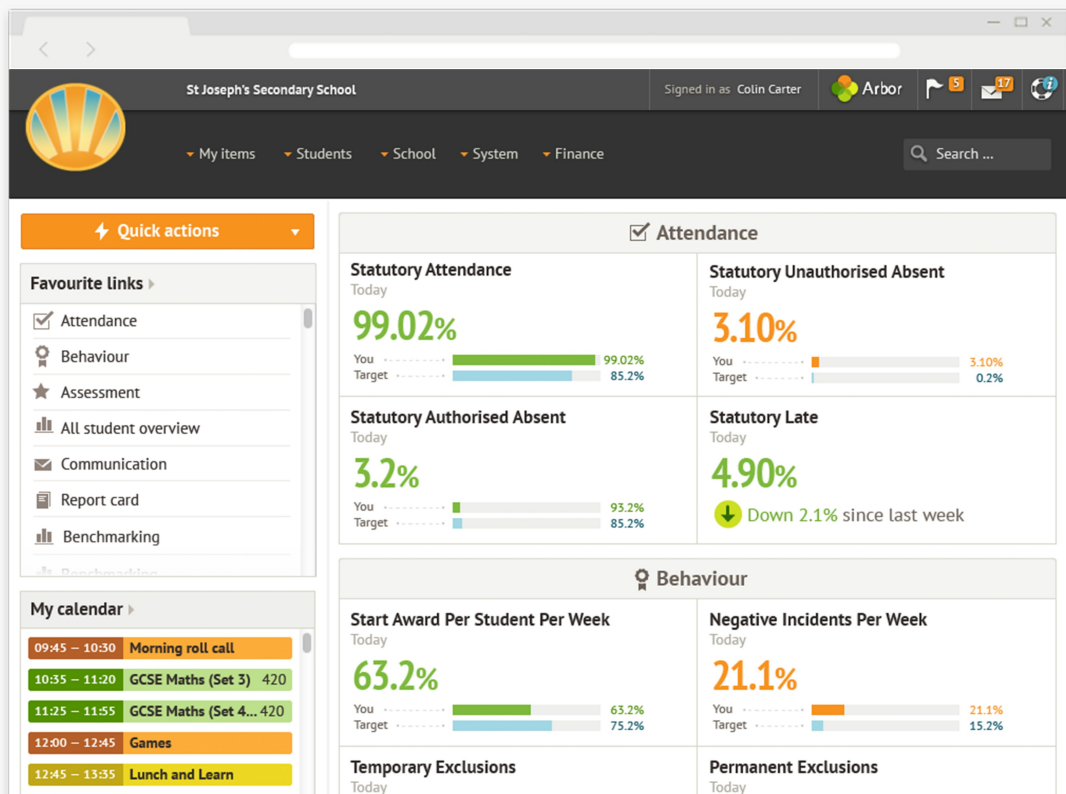 St Joseph's Secondary School
Signed in as Colin Carter
Arbor
5
17
i
My items
Students
School
System
Finance
Search ...
Quick actions
Favourite links
Attendance
Behaviour
Assessment
All student overview
Communication
Report card
Benchmarking
Benchmarking
My calendar
09:45 – 10:30 Morning roll call
10:35 – 11:20 GCSE Maths (Set 3) 420
11:25 – 11:55 GCSE Maths (Set 4... 420
12:00 – 12:45 Games
12:45 – 13:35 Lunch and Learn
Attendance
Statutory Attendance
Today
99.02%
You 99.02%
Target 85.2%
Statutory Unauthorised Absent
Today
3.10%
You 3.10%
Target 0.2%
Statutory Authorised Absent
Today
3.2%
You 93.2%
Target 85.2%
Statutory Late
Today
4.90%
Down 2.1% since last week
Behaviour
Start Award Per Student Per Week
Today
63.2%
You 63.2%
Target 75.2%
Negative Incidents Per Week
Today
21.1%
You 21.1%
Target 15.2%
Temporary Exclusions
Today
Permanent Exclusions
Today